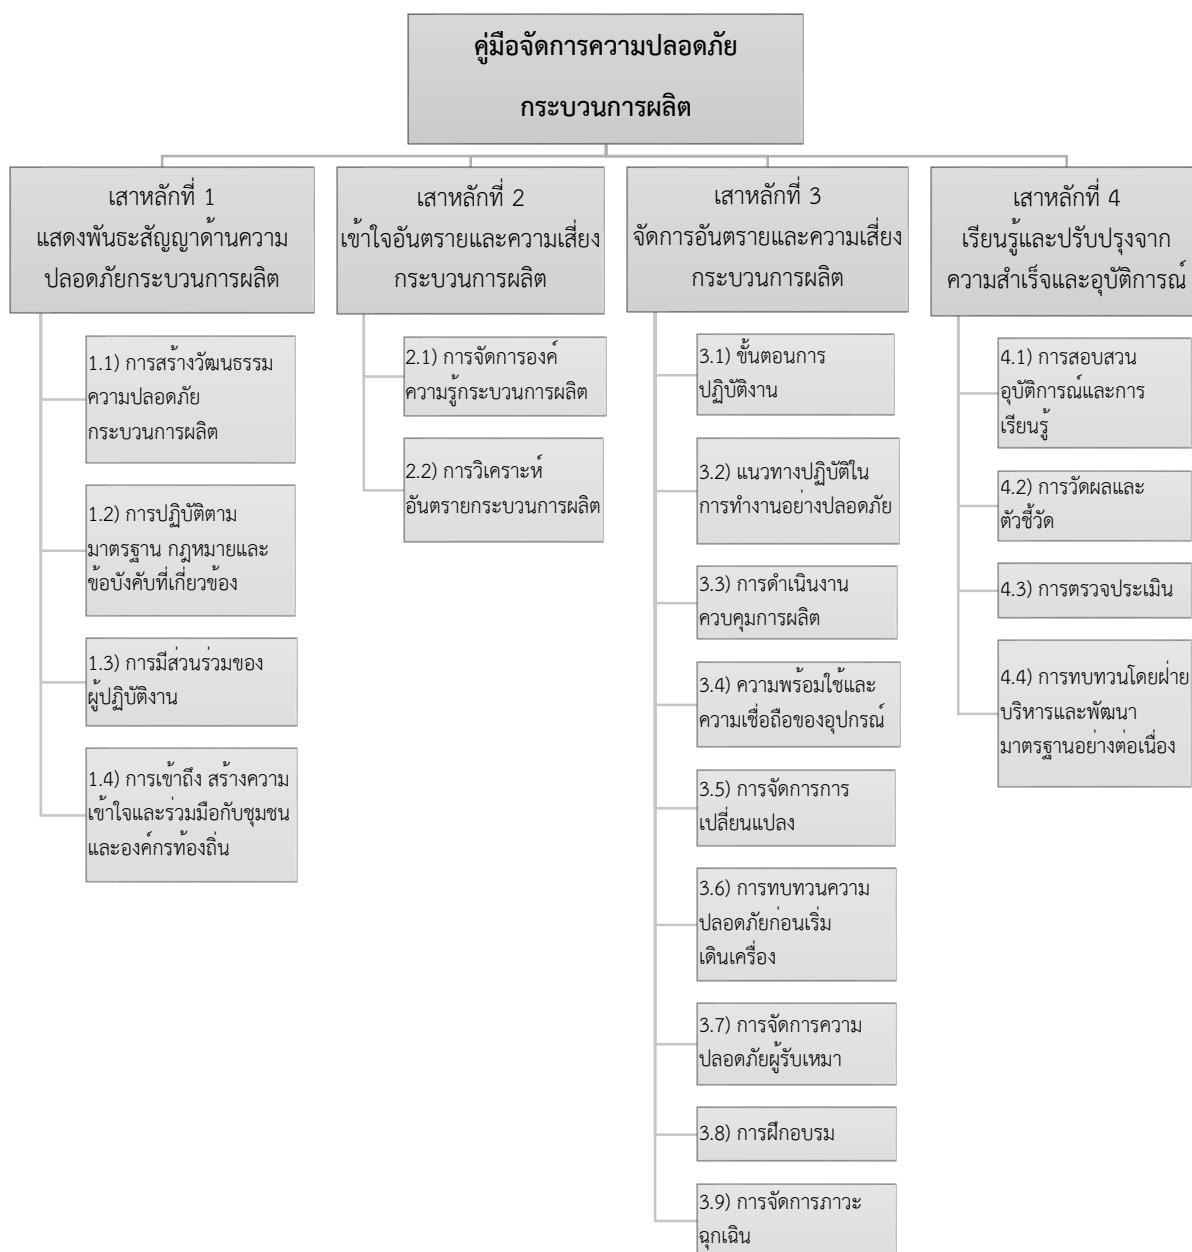 คู่มือจัดการความปลอดภัย
กระบวนการผลิต
เสาหลักที่ 1
แสดงพันธะสัญญาด้านความ
ปลอดภัยกระบวนการผลิต
1.1) การสร้างวัฒนธรรม
ความปลอดภัย
กระบวนการผลิต
1.2) การปฏิบัติตาม
มาตรฐาน กฎหมายและ
ข้อบังคับที่เกี่ยวข้อง
1.3) การมีส่วนร่วมของ
ผู้ปฏิบัติงาน
1.4) การเข้าถึง สร้างความ
เข้าใจและร่วมมือกับชุมชน
และองค์กรท้องถิ่น
เสาหลักที่ 2
เข้าใจอันตรายและความเสี่ยง
กระบวนการผลิต
2.1) การจัดการองค์
ความรู้กระบวนการผลิต
2.2) การวิเคราะห์
อันตรายกระบวนการผลิต
เสาหลักที่ 3
จัดการอันตรายและความเสี่ยง
กระบวนการผลิต
3.1) ขั้นตอนการ
ปฏิบัติงาน
3.2) แนวทางปฏิบัติใน
การทำงานอย่างปลอดภัย
3.3) การดำเนินงาน
ควบคุมการผลิต
3.4) ความพร้อมใช้และ
ความเชื่อถือของอุปกรณ์
3.5) การจัดการการ
เปลี่ยนแปลง
3.6) การทบทวนความ
ปลอดภัยก่อนเริ่ม
เดินเครื่อง
3.7) การจัดการความ
ปลอดภัยผู้รับเหมา
3.8) การฝึกอบรม
3.9) การจัดการภาวะ
ฉุกเฉิน
เสาหลักที่ 4
เรียนรู้และปรับปรุงจาก
ความสำเร็จและอุบัติการณ์
4.1) การสอบสวน
อุบัติการณ์และการ
เรียนรู้
4.2) การวัดผลและ
ตัวชี้วัด
4.3) การตรวจประเมิน
4.4) การทบทวนโดยฝ่าย
บริหารและพัฒนา
มาตรฐานอย่างต่อเนื่อง